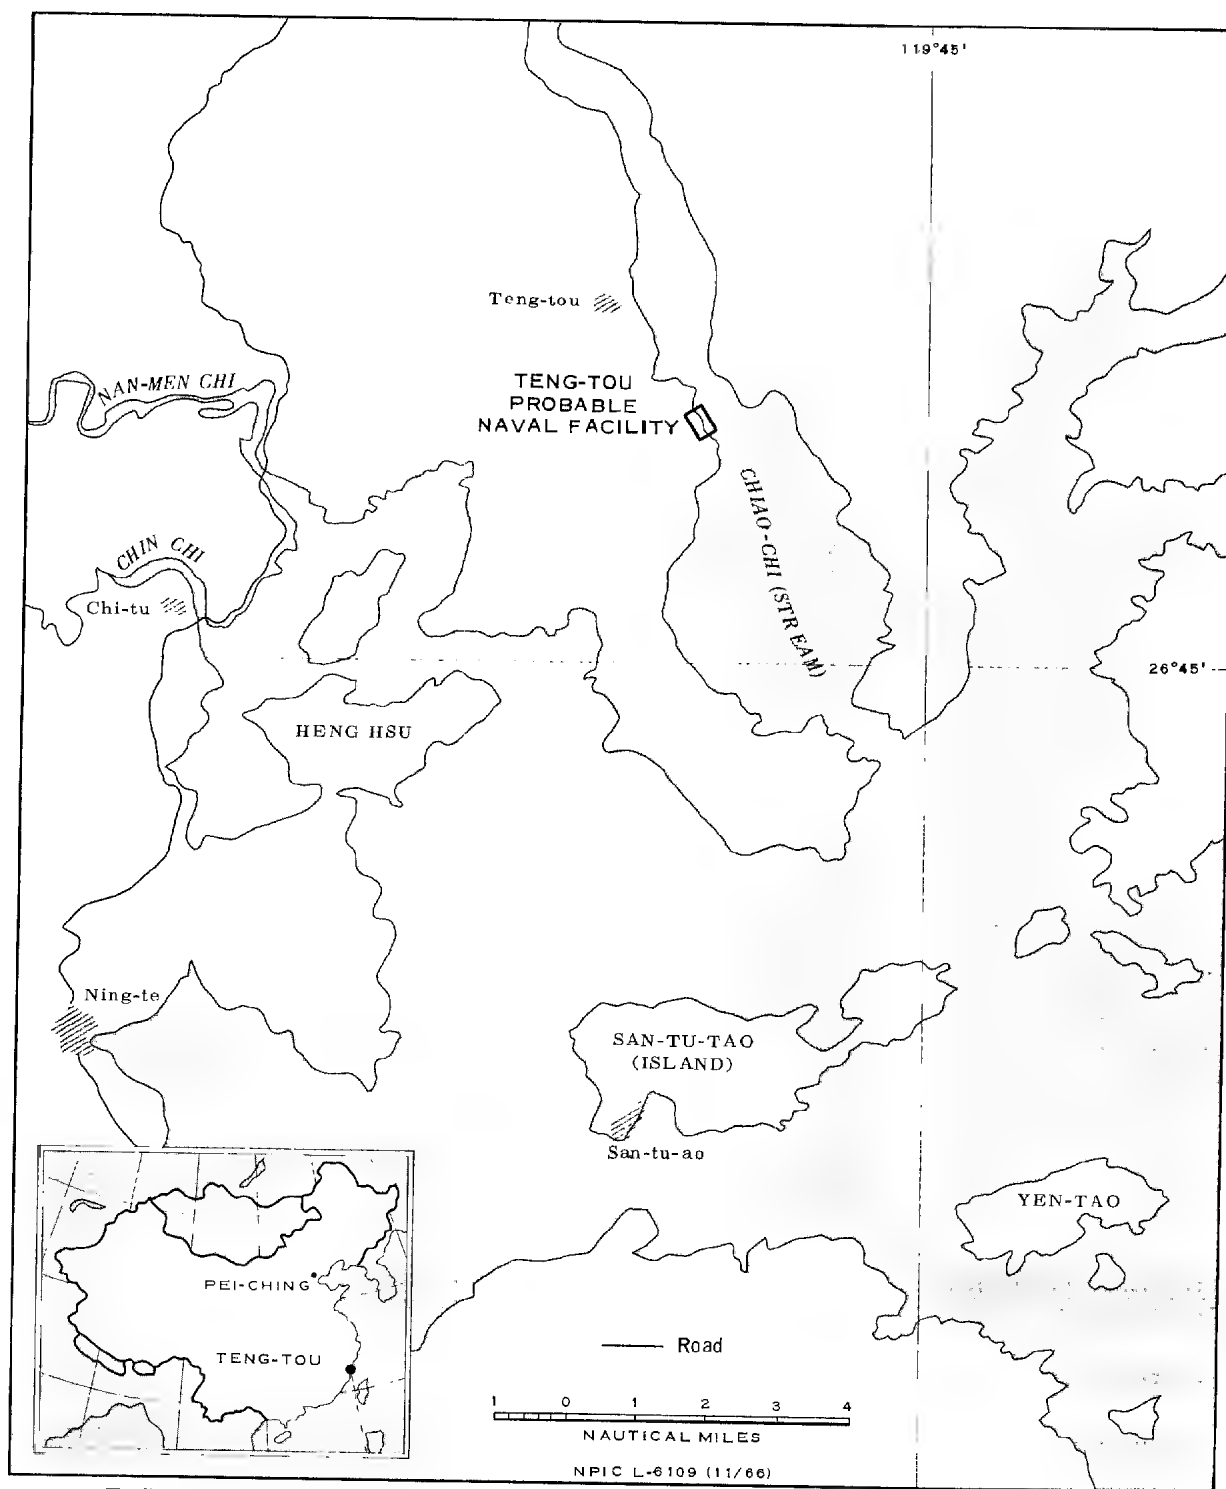 119°45'
Teng-tou
TENG-TOU
PROBABLE
NAVAL FACILITY
NAN-MEN CHI
CHIAO-CHI (STREAM)
CHIN CHI
Chi-tu
26°45'
HENG HSU
Ning-te
SAN-TU-TAO
(ISLAND)
San-tu-ao
YEN-TAO
PEI-CHING
TENG-TOU
Road
1 0 1 2 3 4
NAUTICAL MILES
NPIC L-6109 (11/66)